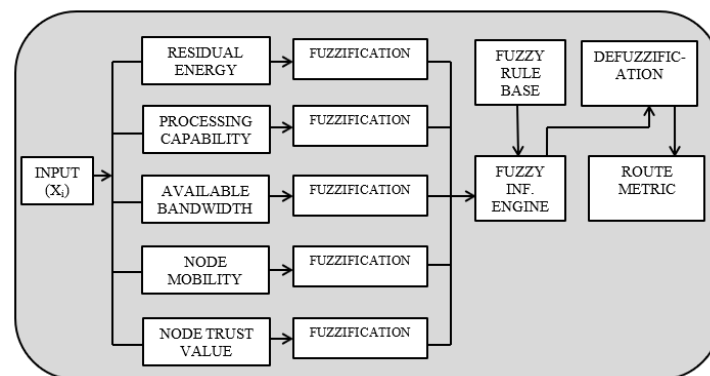 INPUT
(Xi)
RESIDUAL
ENERGY
FUZZIFICATION
PROCESSING
CAPABILITY
FUZZIFICATION
AVAILABLE
BANDWIDTH
FUZZIFICATION
NODE
MOBILITY
FUZZIFICATION
NODE TRUST
VALUE
FUZZIFICATION
FUZZY
RULE
BASE
FUZZY
INF.
ENGINE
DEFUZZIFIC-
ATION
ROUTE
METRIC